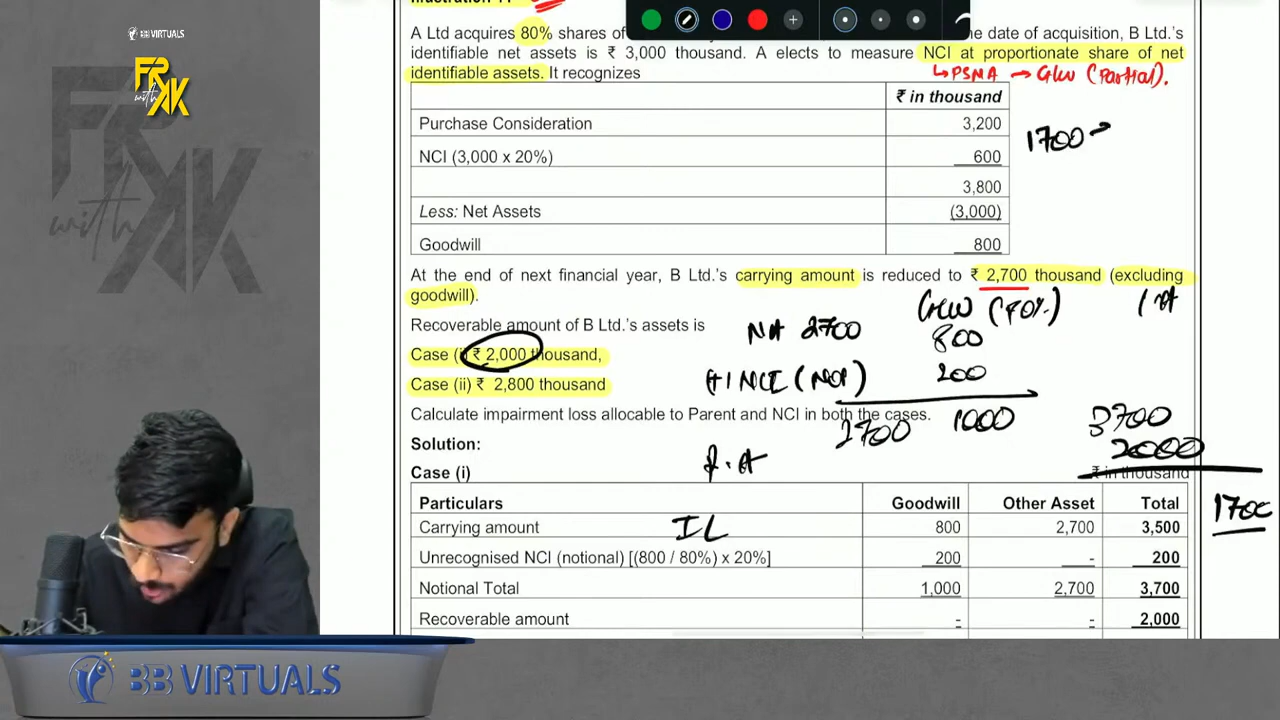 BB VIRTUALS
FR
with
AK
FR
with
AK
A Ltd acquires 80% shares of
the date of acquisition, B Ltd.'s
identifiable net assets is ₹ 3,000 thousand. A elects to measure NCI at proportionate share of net
identifiable assets. It recognizes
↳ PSNA → GW (Partial).
₹ in thousand
Purchase Consideration 3,200
1700 →
NCI (3,000 x 20%) 600
3,800
Less: Net Assets (3,000)
Goodwill 800
At the end of next financial year, B Ltd.'s carrying amount is reduced to ₹ 2,700 thousand (excluding
goodwill).
Recoverable amount of B Ltd.'s assets is
NA 2700
800
Case (i) ₹ 2,000 thousand,
Case (ii) ₹ 2,800 thousand
(+) NCI (Not) 200
Calculate impairment loss allocable to Parent and NCI in both the cases.
2700 1000 3700
Solution:
2000
R.A
Case (i)
₹ in thousand
1700
Particulars Goodwill Other Asset Total
Carrying amount 800 2,700 3,500
IL
Unrecognised NCI (notional) [(800 / 80%) x 20%] 200 - 200
Notional Total 1,000 2,700 3,700
Recoverable amount - - 2,000
BB VIRTUALS